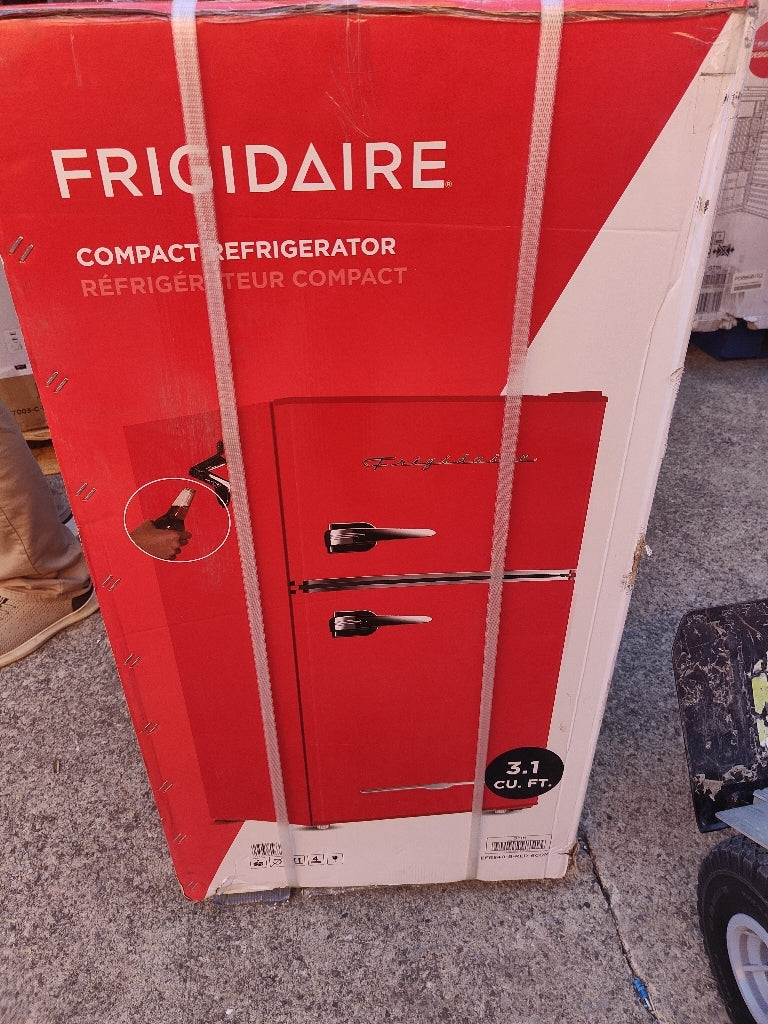 FRIGIDAIRE®
COMPACT REFRIGERATOR
RÉFRIGÉRATEUR COMPACT
Frigidaire
3.1
CU. FT.